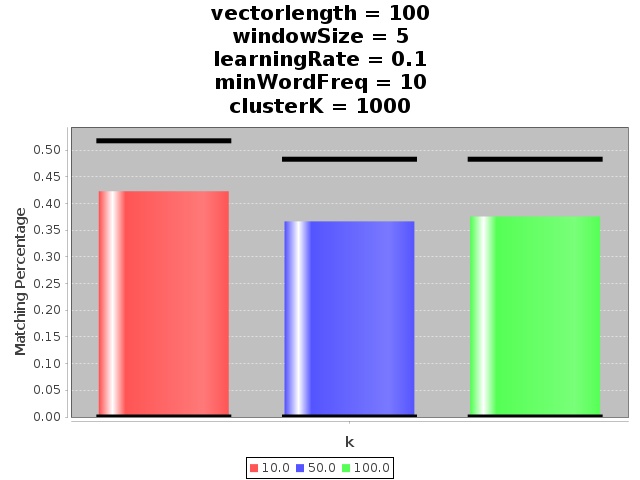 vectorlength = 100
windowSize = 5
learningRate = 0.1
minWordFreq = 10
clusterK = 1000
0.50
0.45
0.40
0.35
0.30
0.25
0.20
0.15
0.10
0.05
0.00
Matching Percentage
k
10.0 50.0 100.0